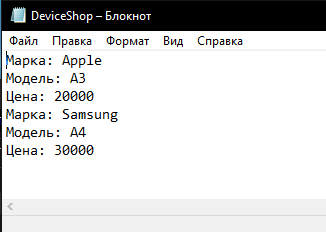 DeviceShop – Блокнот
Файл Правка Формат Вид Справка
Марка: Apple
Модель: A3
Цена: 20000
Марка: Samsung
Модель: A4
Цена: 30000